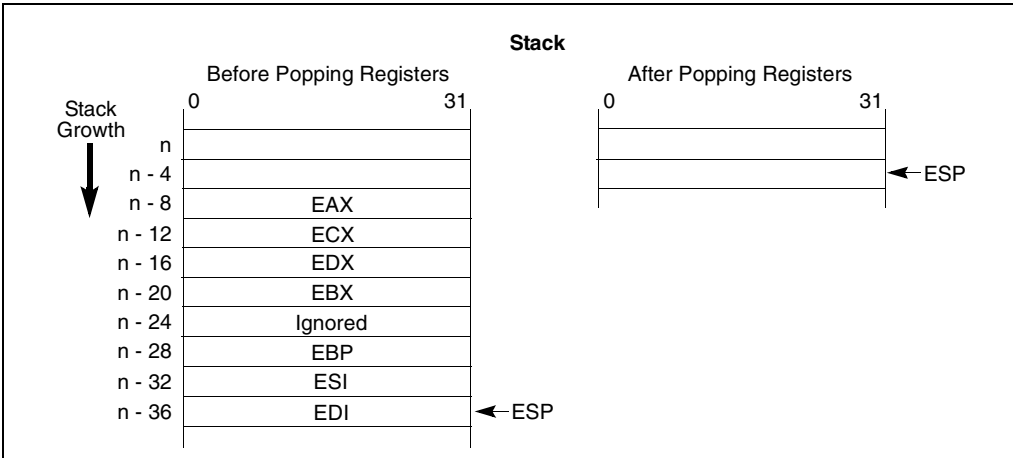 Stack
Before Popping Registers After Popping Registers
0 31 0 31
Stack
Growth
n
n - 4 ESP
n - 8 EAX
n - 12 ECX
n - 16 EDX
n - 20 EBX
n - 24 Ignored
n - 28 EBP
n - 32 ESI
n - 36 EDI ESP